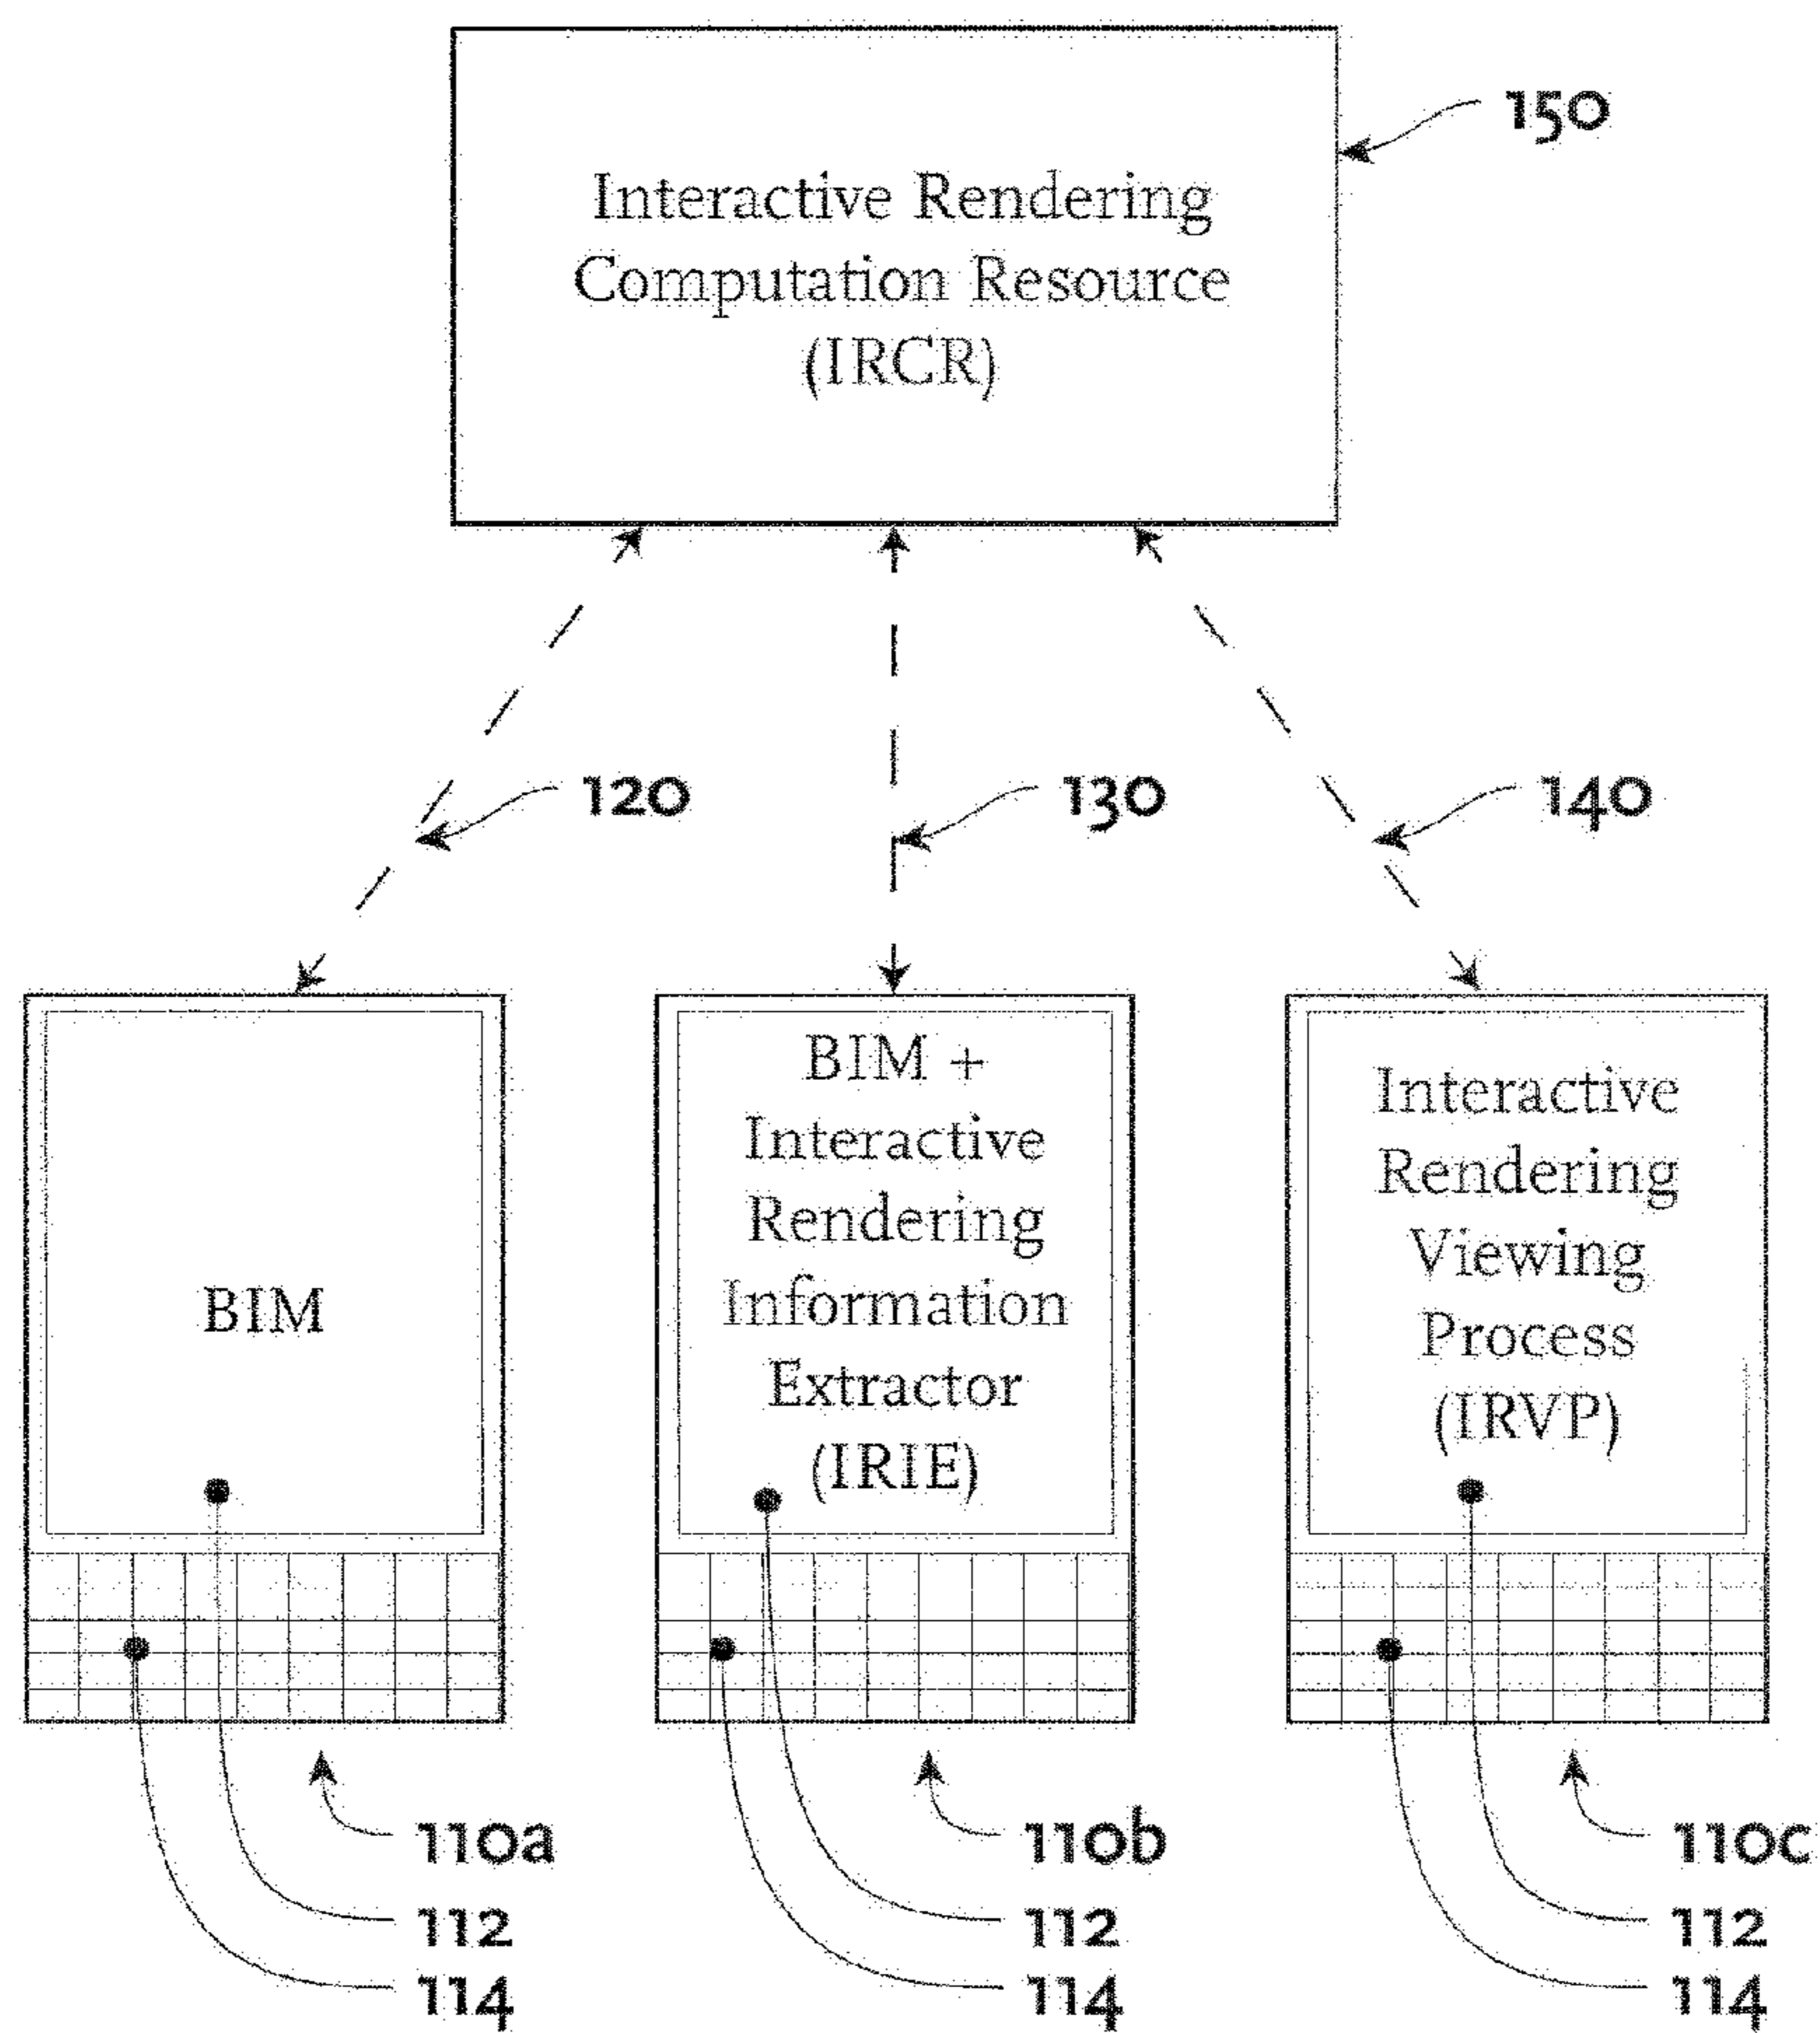 150
Interactive Rendering
Computation Resource
(IRCR)
120
130
140
BIM
BIM +
Interactive
Rendering
Information
Extractor
(IRIE)
Interactive
Rendering
Viewing
Process
(IRVP)
110a
112
114
110b
112
114
110c
112
114